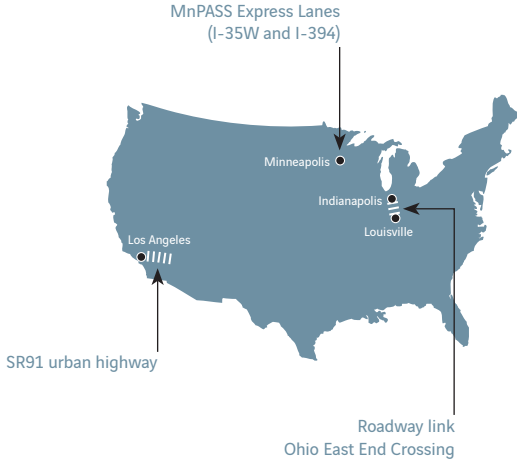 MnPASS Express Lanes
(I-35W and I-394)
Minneapolis
Indianapolis
Louisville
Los Angeles
SR91 urban highway
Roadway link
Ohio East End Crossing